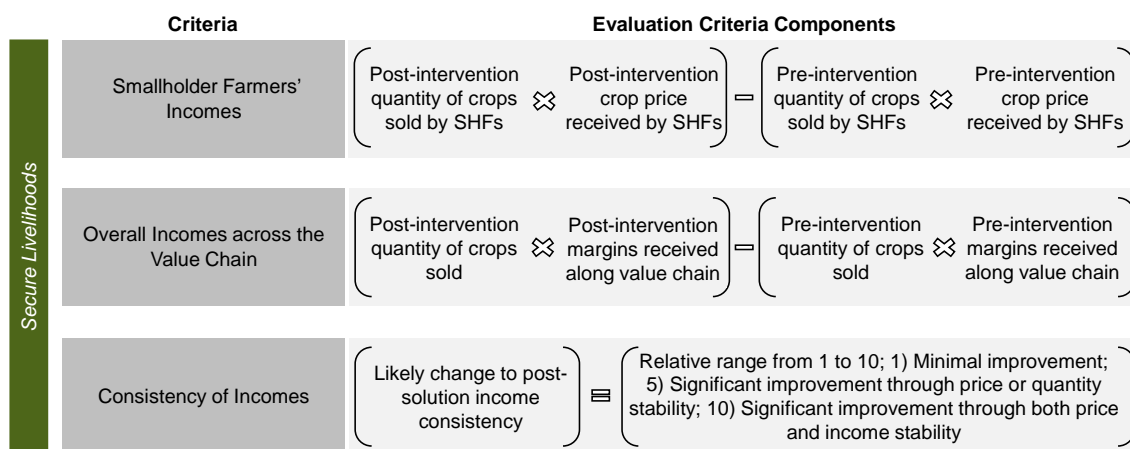 Criteria
Evaluation Criteria Components
Secure Livelihoods
Smallholder Farmers'
Incomes
Post-intervention
quantity of crops
sold by SHFs
Post-intervention
crop price
received by SHFs
Pre-intervention
quantity of crops
sold by SHFs
Pre-intervention
crop price
received by SHFs
Overall Incomes across the
Value Chain
Post-intervention
quantity of crops
sold
Post-intervention
margins received
along value chain
Pre-intervention
quantity of crops
sold
Pre-intervention
margins received
along value chain
Consistency of Incomes
Likely change to post-
solution income
consistency
Relative range from 1 to 10; 1) Minimal improvement;
5) Significant improvement through price or quantity
stability; 10) Significant improvement through both price
and income stability